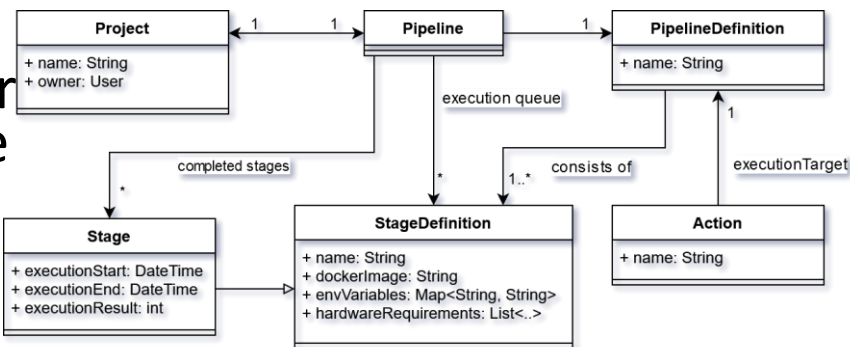 Project
+ name: String
+ owner: User
1
1
Pipeline
1
PipelineDefinition
+ name: String
execution queue
completed stages
*
*
consists of
1..*
1
executionTarget
Stage
+ executionStart: DateTime
+ executionEnd: DateTime
+ executionResult: int
StageDefinition
+ name: String
+ dockerImage: String
+ envVariables: Map<String, String>
+ hardwareRequirements: List<..>
Action
+ name: String